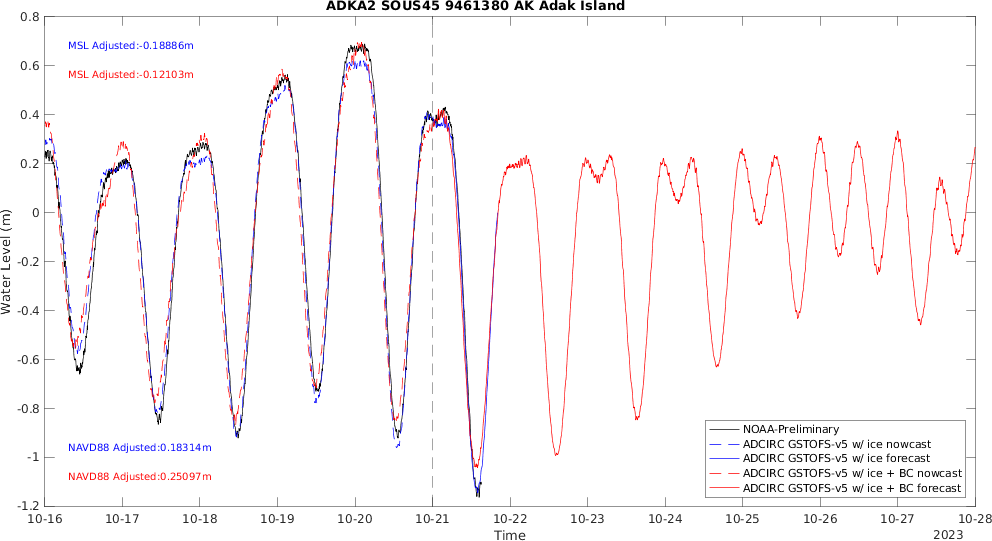 ADKA2 SOUS45 9461380 AK Adak Island
MSL Adjusted:-0.18886m
MSL Adjusted:-0.12103m
NAVD88 Adjusted:0.18314m
NAVD88 Adjusted:0.25097m
Water Level (m)
0.8
0.6
0.4
0.2
0
-0.2
-0.4
-0.6
-0.8
-1
-1.2
NOAA-Preliminary
ADCIRC GSTOFS-v5 w/ ice nowcast
ADCIRC GSTOFS-v5 w/ ice forecast
ADCIRC GSTOFS-v5 w/ ice + BC nowcast
ADCIRC GSTOFS-v5 w/ ice + BC forecast
10-16 10-17 10-18 10-19 10-20 10-21 10-22 10-23 10-24 10-25 10-26 10-27 10-28
Time
2023